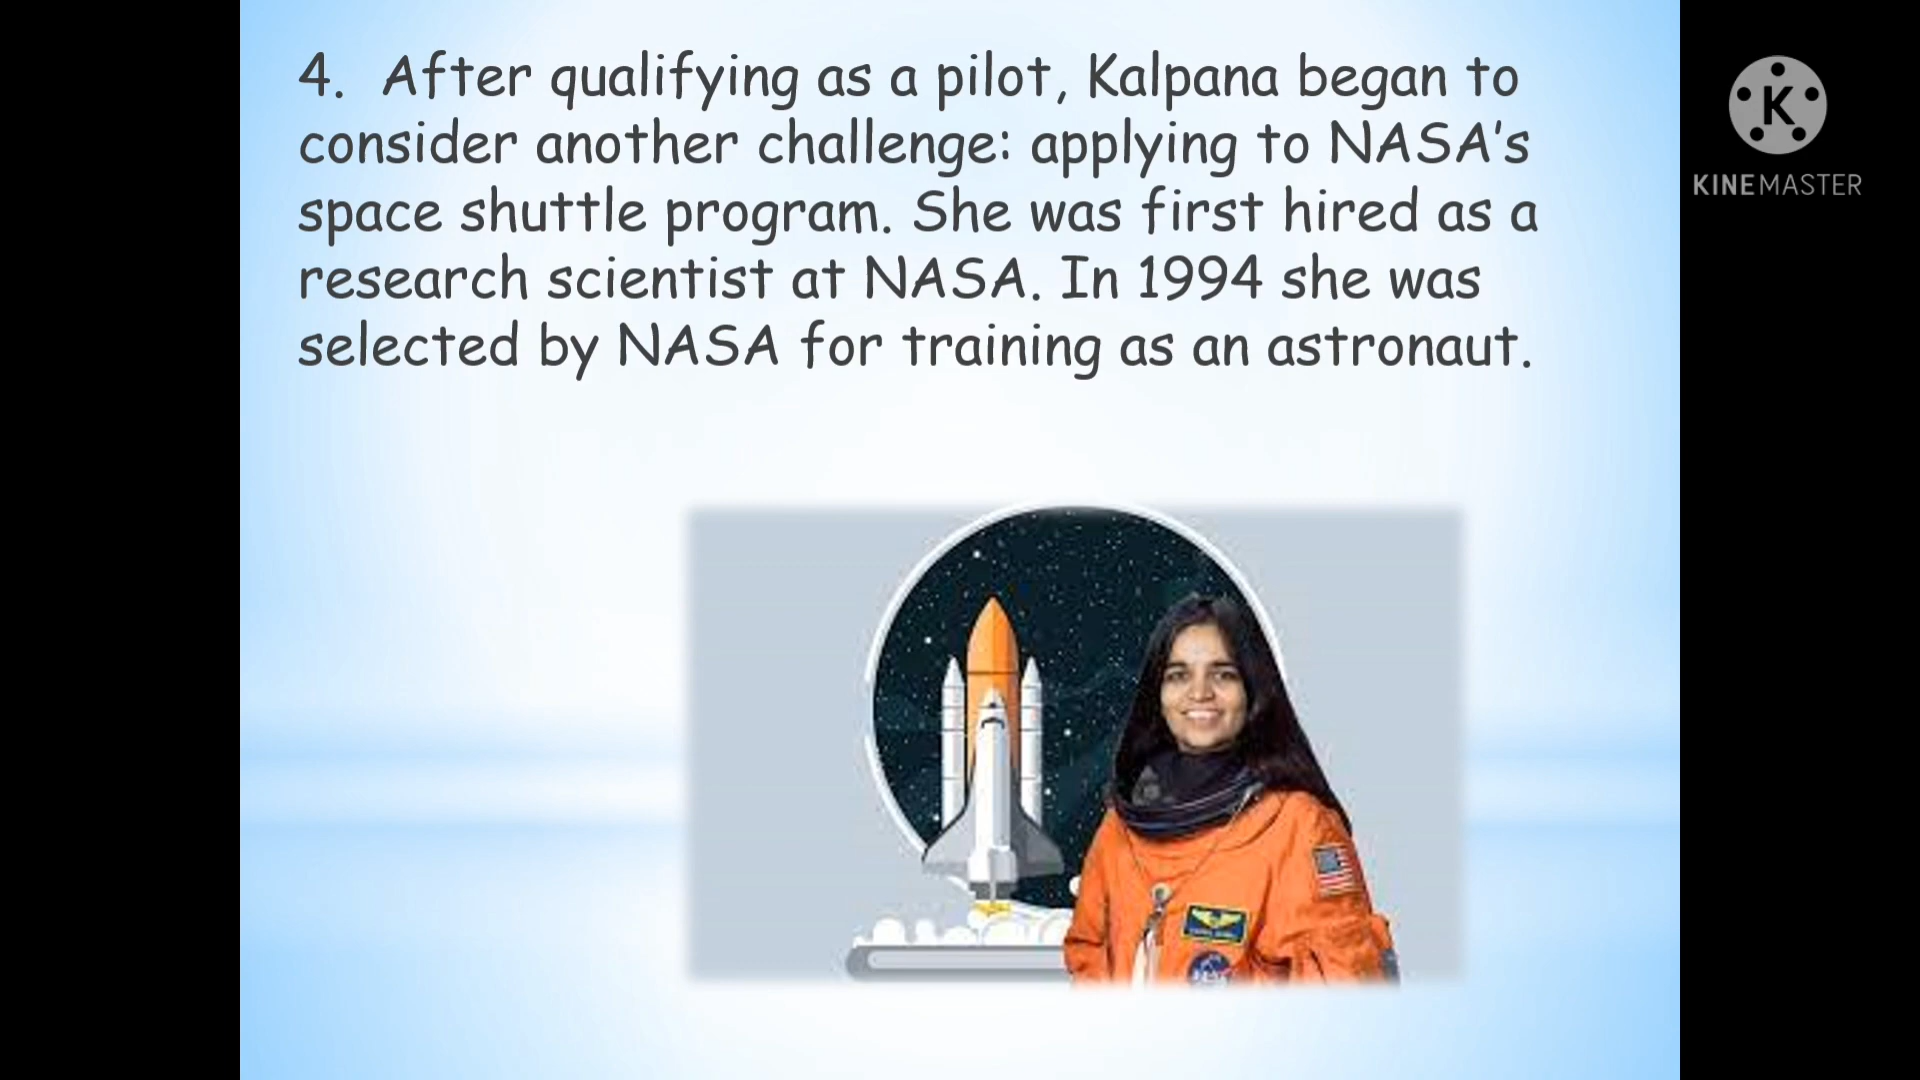 4. After qualifying as a pilot, Kalpana began to
consider another challenge: applying to NASA's
space shuttle program. She was first hired as a
research scientist at NASA. In 1994 she was
selected by NASA for training as an astronaut.
K
KINEMASTER